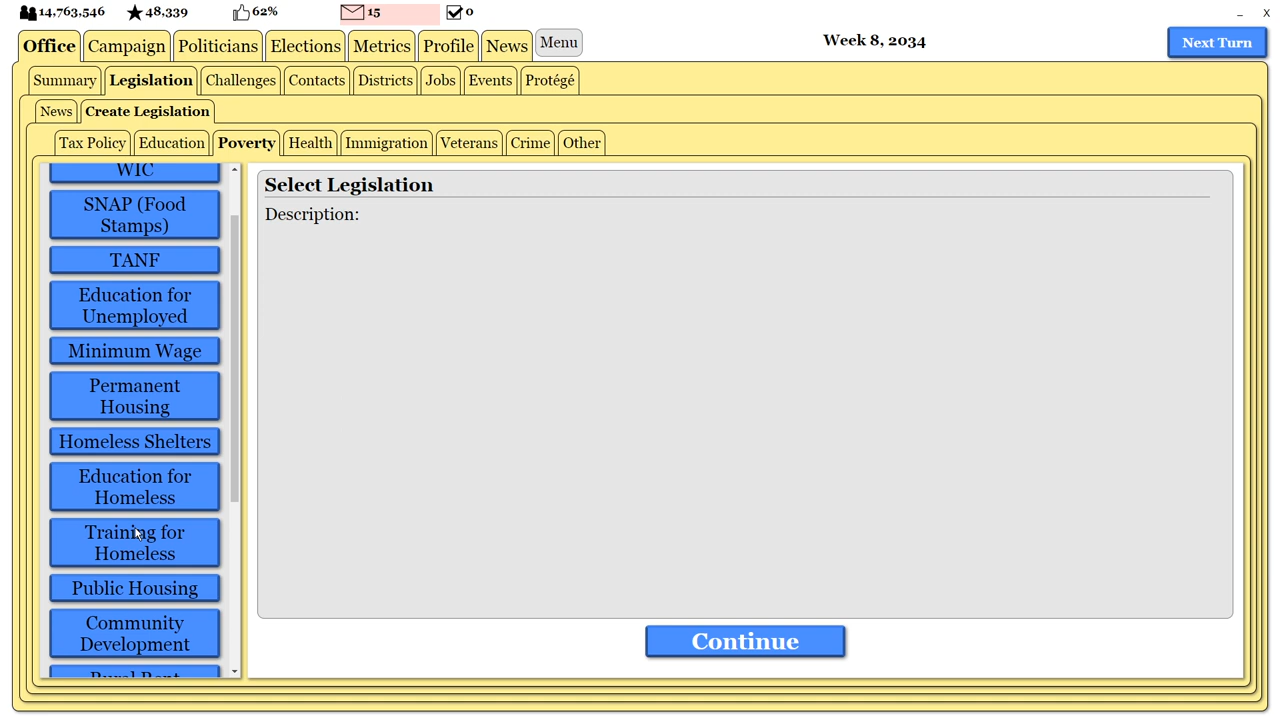 14,763,546 48,339 62% 15 0 _ x
Office Campaign Politicians Elections Metrics Profile News Menu Week 8, 2034 Next Turn
Summary Legislation Challenges Contacts Districts Jobs Events Protégé
News Create Legislation
Tax Policy Education Poverty Health Immigration Veterans Crime Other
WIC
SNAP (Food
Stamps)
TANF
Education for
Unemployed
Minimum Wage
Permanent
Housing
Homeless Shelters
Education for
Homeless
Training for
Homeless
Public Housing
Community
Development
Rural Rent
Select Legislation
Description:
Continue